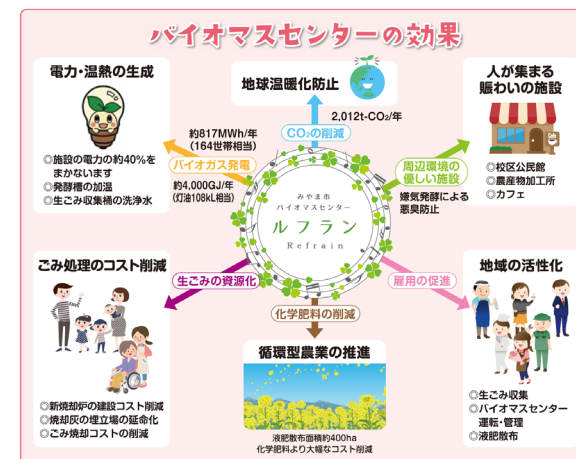 バイオマスセンターの効果
電力・温熱の生成
◎施設の電力の約40%を
まかないます
◎発酵槽の加温
◎生ごみ収集桶の洗浄水
約817MWh/年
(164世帯相当)
バイオガス発電
約4,000GJ/年
(灯油108kL相当)
地球温暖化防止
2,012t-CO₂/年
CO₂の削減
人が集まる
賑わいの施設
◎校区公民館
◎農産物加工所
◎カフェ
周辺環境の
優しい施設
嫌気発酵による
悪臭防止
みやま市
バイオマスセンター
ルフラン
Refrain
ごみ処理のコスト削減
◎新焼却炉の建設コスト削減
◎焼却灰の埋立場の延命化
◎ごみ焼却コストの削減
生ごみの資源化
化学肥料の削減
循環型農業の推進
液肥散布面積約400ha
化学肥料より大幅なコスト削減
雇用の促進
地域の活性化
◎生ごみ収集
◎バイオマスセンター
運転・管理
◎液肥散布